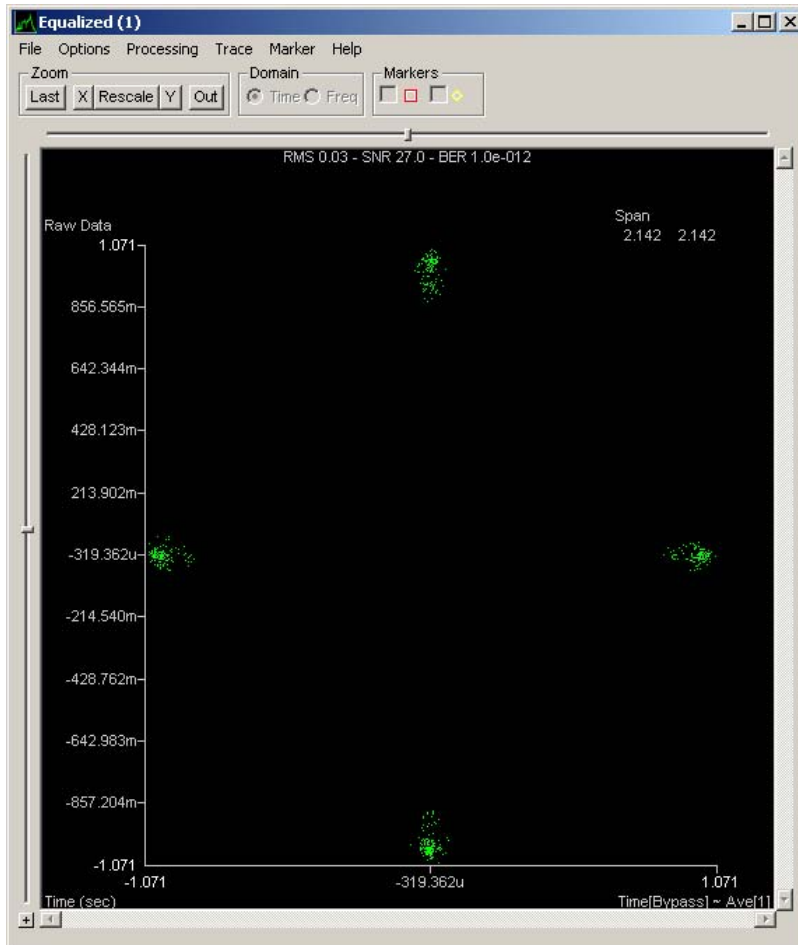 Equalized (1)
File Options Processing Trace Marker Help
Zoom Domain Markers
Last X Rescale Y Out Time Freq
RMS 0.03 - SNR 27.0 - BER 1.0e-012
Span
Raw Data 2.142 2.142
1.071
856.565m
642.344m
428.123m
213.902m
-319.362u
-214.540m
-428.762m
-642.983m
-857.204m
-1.071
-1.071 -319.362u 1.071
Time (sec) Time[Bypass] ~ Ave[1]